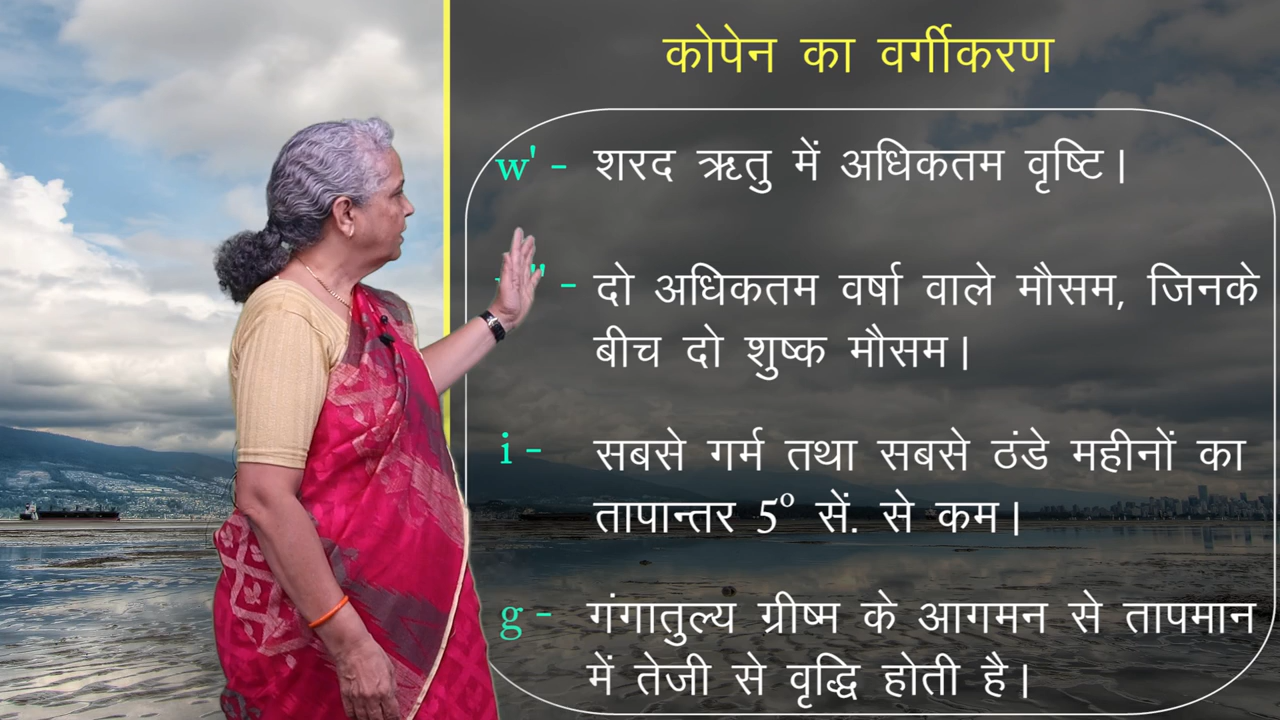 कोपेन का वर्गीकरण
w' - शरद ऋतु में अधिकतम वृष्टि।
" - दो अधिकतम वर्षा वाले मौसम, जिनके
बीच दो शुष्क मौसम।
i - सबसे गर्म तथा सबसे ठंडे महीनों का
तापान्तर 5° सें. से कम।
g - गंगातुल्य ग्रीष्म के आगमन से तापमान
में तेजी से वृद्धि होती है।